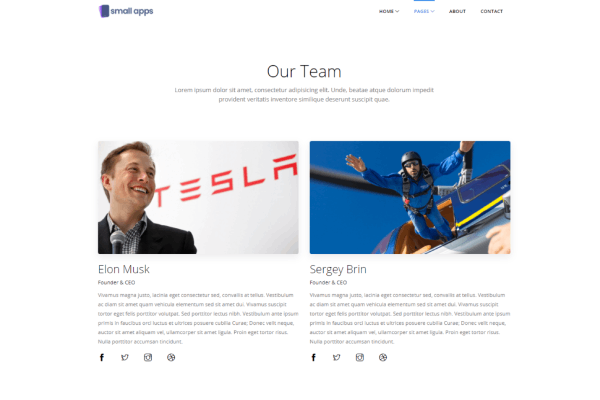 small apps
HOME PAGES ABOUT CONTACT
Our Team
Lorem ipsum dolor sit amet, consectetur adipisicing elit. Unde, beatae atque dolorum impedit
provident veritatis inventore similique deserunt suscipit quae.
TESLA
Elon Musk
Founder & CEO
Vivamus magna justo, lacinia eget consectetur sed, convallis at tellus. Vestibulum
ac diam sit amet quam vehicula elementum sed sit amet dui. Vivamus suscipit
tortor eget felis porttitor volutpat. Sed porttitor lectus nibh. Vestibulum ante ipsum
primis in faucibus orci luctus et ultrices posuere cubilia Curae; Donec velit neque,
auctor sit amet aliquam vel, ullamcorper sit amet ligula. Proin eget tortor risus.
Nulla porttitor accumsan tincidunt.
Sergey Brin
Founder & CEO
Vivamus magna justo, lacinia eget consectetur sed, convallis at tellus. Vestibulum
ac diam sit amet quam vehicula elementum sed sit amet dui. Vivamus suscipit
tortor eget felis porttitor volutpat. Sed porttitor lectus nibh. Vestibulum ante ipsum
primis in faucibus orci luctus et ultrices posuere cubilia Curae; Donec velit neque,
auctor sit amet aliquam vel, ullamcorper sit amet ligula. Proin eget tortor risus.
Nulla porttitor accumsan tincidunt.